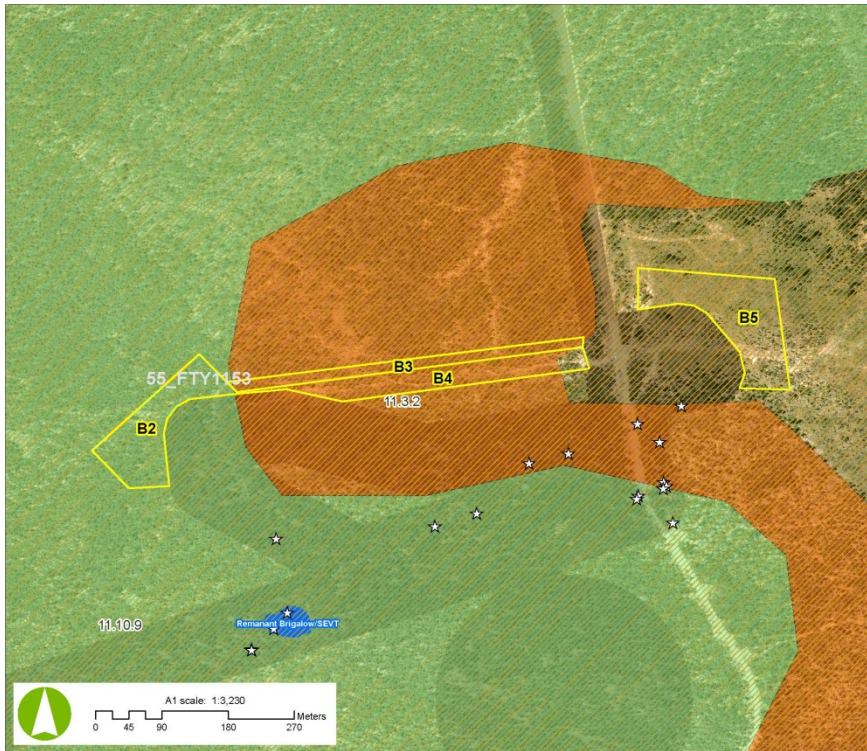 B5
B3
55_FTY1153
B4
11.3.2
B2
11.10.9
Remanant Brigalow/SEVT
A1 scale: 1:3,230
Meters
0 45 90 180 270